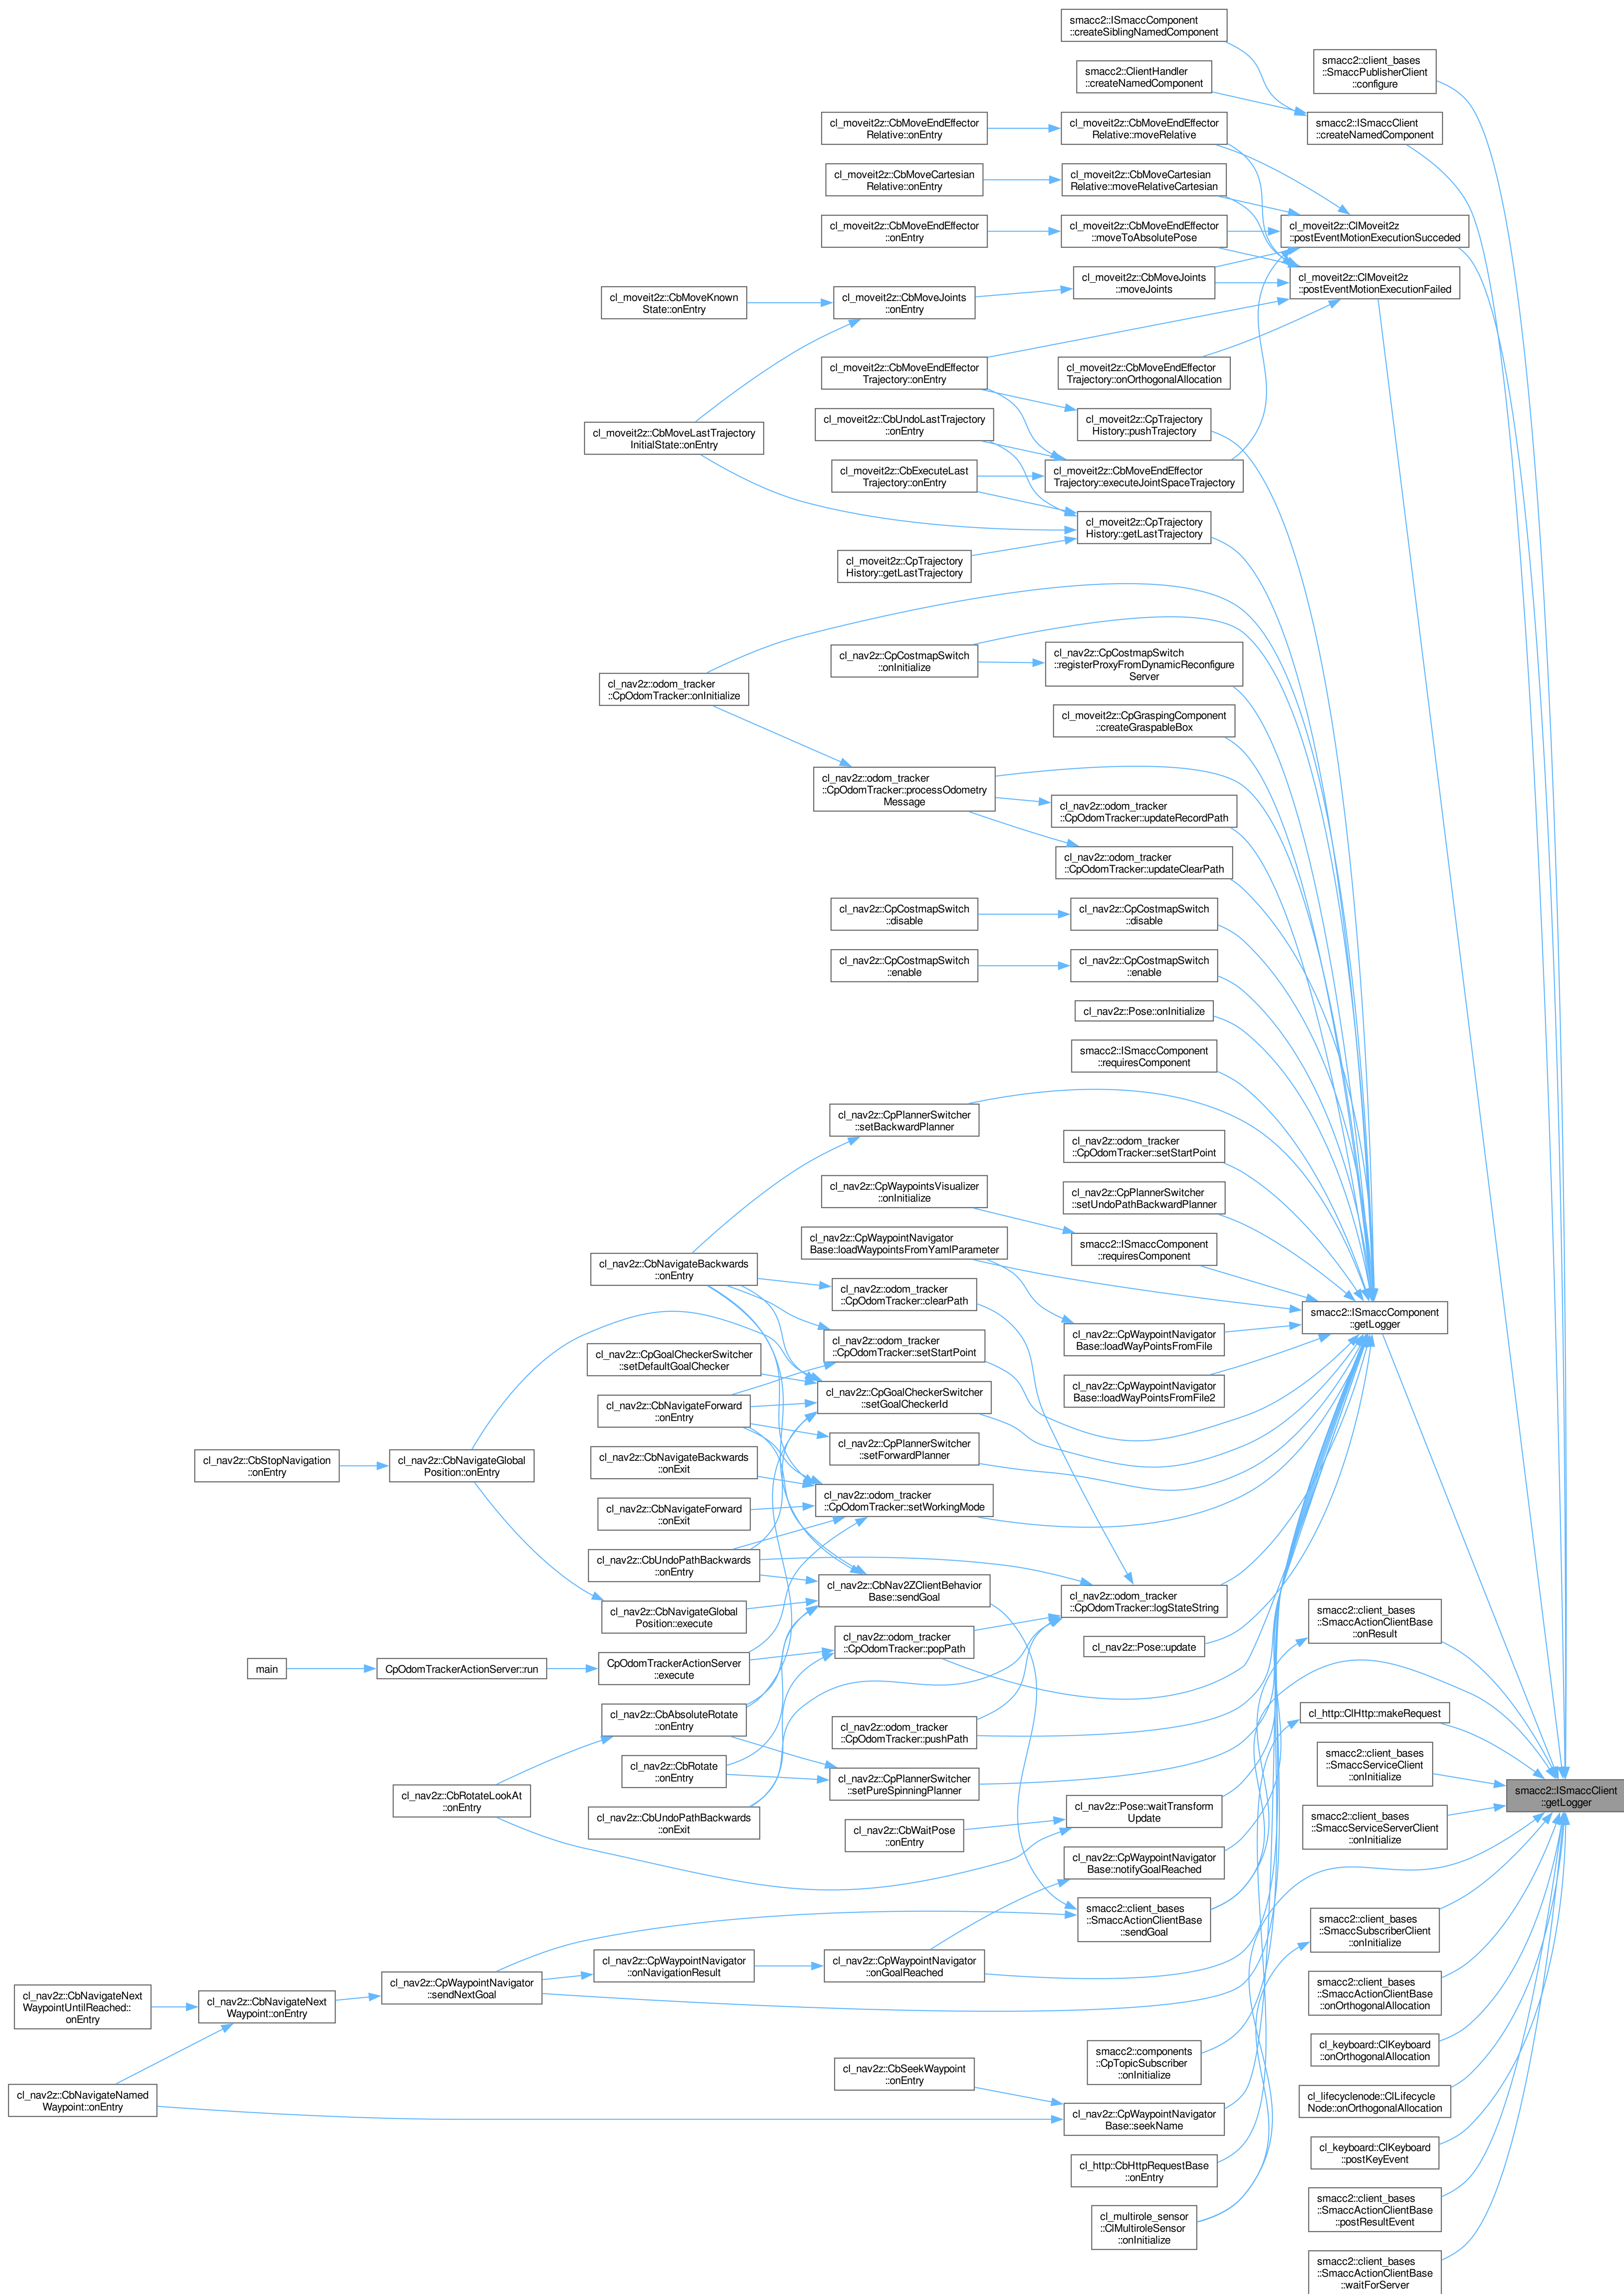 smacc2::ISmaccComponent
::createSiblingNamedComponent
smacc2::client_bases
::SmaccPublisherClient
::configure
smacc2::ClientHandler
::createNamedComponent
smacc2::ISmaccClient
::createNamedComponent
cl_moveit2z::CbMoveEndEffector
Relative::onEntry
cl_moveit2z::CbMoveEndEffector
Relative::moveRelative
cl_moveit2z::CbMoveCartesian
Relative::onEntry
cl_moveit2z::CbMoveCartesian
Relative::moveRelativeCartesian
cl_moveit2z::CbMoveEndEffector
::onEntry
cl_moveit2z::CbMoveEndEffector
::moveToAbsolutePose
cl_moveit2z::ClMoveit2z
::postEventMotionExecutionSucceded
cl_moveit2z::CbMoveKnown
State::onEntry
cl_moveit2z::CbMoveJoints
::onEntry
cl_moveit2z::CbMoveJoints
::moveJoints
cl_moveit2z::ClMoveit2z
::postEventMotionExecutionFailed
cl_moveit2z::CbMoveEndEffector
Trajectory::onEntry
cl_moveit2z::CbMoveEndEffector
Trajectory::onOrthogonalAllocation
cl_moveit2z::CbMoveLastTrajectory
InitialState::onEntry
cl_moveit2z::CbUndoLastTrajectory
::onEntry
cl_moveit2z::CpTrajectory
History::pushTrajectory
cl_moveit2z::CbExecuteLast
Trajectory::onEntry
cl_moveit2z::CbMoveEndEffector
Trajectory::executeJointSpaceTrajectory
cl_moveit2z::CpTrajectory
History::getLastTrajectory
cl_moveit2z::CpTrajectory
History::getLastTrajectory
cl_nav2z::CpCostmapSwitch
::onInitialize
cl_nav2z::CpCostmapSwitch
::registerProxyFromDynamicReconfigure
Server
cl_nav2z::odom_tracker
::CpOdomTracker::onInitialize
cl_moveit2z::CpGraspingComponent
::createGraspableBox
cl_nav2z::odom_tracker
::CpOdomTracker::processOdometry
Message
cl_nav2z::odom_tracker
::CpOdomTracker::updateRecordPath
cl_nav2z::odom_tracker
::CpOdomTracker::updateClearPath
cl_nav2z::CpCostmapSwitch
::disable
cl_nav2z::CpCostmapSwitch
::disable
cl_nav2z::CpCostmapSwitch
::enable
cl_nav2z::CpCostmapSwitch
::enable
cl_nav2z::Pose::onInitialize
smacc2::ISmaccComponent
::requiresComponent
cl_nav2z::CpPlannerSwitcher
::setBackwardPlanner
cl_nav2z::odom_tracker
::CpOdomTracker::setStartPoint
cl_nav2z::CpWaypointsVisualizer
::onInitialize
cl_nav2z::CpPlannerSwitcher
::setUndoPathBackwardPlanner
cl_nav2z::CpWaypointNavigator
Base::loadWaypointsFromYamlParameter
smacc2::ISmaccComponent
::requiresComponent
cl_nav2z::CbNavigateBackwards
::onEntry
cl_nav2z::odom_tracker
::CpOdomTracker::clearPath
smacc2::ISmaccComponent
::getLogger
cl_nav2z::CpGoalCheckerSwitcher
::setDefaultGoalChecker
cl_nav2z::odom_tracker
::CpOdomTracker::setStartPoint
cl_nav2z::CpWaypointNavigator
Base::loadWayPointsFromFile
cl_nav2z::CbNavigateForward
::onEntry
cl_nav2z::CpGoalCheckerSwitcher
::setGoalCheckerId
cl_nav2z::CpWaypointNavigator
Base::loadWayPointsFromFile2
cl_nav2z::CbStopNavigation
::onEntry
cl_nav2z::CbNavigateGlobal
Position::onEntry
cl_nav2z::CbNavigateBackwards
::onExit
cl_nav2z::CpPlannerSwitcher
::setForwardPlanner
cl_nav2z::CbNavigateForward
::onExit
cl_nav2z::odom_tracker
::CpOdomTracker::setWorkingMode
cl_nav2z::CbUndoPathBackwards
::onEntry
cl_nav2z::CbNav2ZClientBehavior
Base::sendGoal
cl_nav2z::odom_tracker
::CpOdomTracker::logStateString
cl_nav2z::CbNavigateGlobal
Position::execute
cl_nav2z::odom_tracker
::CpOdomTracker::popPath
cl_nav2z::Pose::update
smacc2::client_bases
::SmaccActionClientBase
::onResult
main
CpOdomTrackerActionServer::run
CpOdomTrackerActionServer
::execute
cl_nav2z::CbAbsoluteRotate
::onEntry
cl_nav2z::odom_tracker
::CpOdomTracker::pushPath
cl_http::ClHttp::makeRequest
cl_nav2z::CbRotate
::onEntry
cl_nav2z::CpPlannerSwitcher
::setPureSpinningPlanner
smacc2::client_bases
::SmaccServiceClient
::onInitialize
smacc2::ISmaccClient
::getLogger
cl_nav2z::CbRotateLookAt
::onEntry
cl_nav2z::CbUndoPathBackwards
::onExit
cl_nav2z::CbWaitPose
::onEntry
cl_nav2z::Pose::waitTransform
Update
smacc2::client_bases
::SmaccServiceServerClient
::onInitialize
cl_nav2z::CpWaypointNavigator
Base::notifyGoalReached
smacc2::client_bases
::SmaccActionClientBase
::sendGoal
smacc2::client_bases
::SmaccSubscriberClient
::onInitialize
cl_nav2z::CpWaypointNavigator
::onNavigationResult
cl_nav2z::CpWaypointNavigator
::onGoalReached
cl_nav2z::CbNavigateNext
WaypointUntilReached::
onEntry
cl_nav2z::CbNavigateNext
Waypoint::onEntry
cl_nav2z::CpWaypointNavigator
::sendNextGoal
smacc2::client_bases
::SmaccActionClientBase
::onOrthogonalAllocation
smacc2::components
::CpTopicSubscriber
::onInitialize
cl_keyboard::ClKeyboard
::onOrthogonalAllocation
cl_nav2z::CbSeekWaypoint
::onEntry
cl_nav2z::CbNavigateNamed
Waypoint::onEntry
cl_nav2z::CpWaypointNavigator
Base::seekName
cl_lifecyclenode::ClLifecycle
Node::onOrthogonalAllocation
cl_http::CbHttpRequestBase
::onEntry
cl_keyboard::ClKeyboard
::postKeyEvent
cl_multirole_sensor
::ClMultiroleSensor
::onInitialize
smacc2::client_bases
::SmaccActionClientBase
::postResultEvent
smacc2::client_bases
::SmaccActionClientBase
::waitForServer